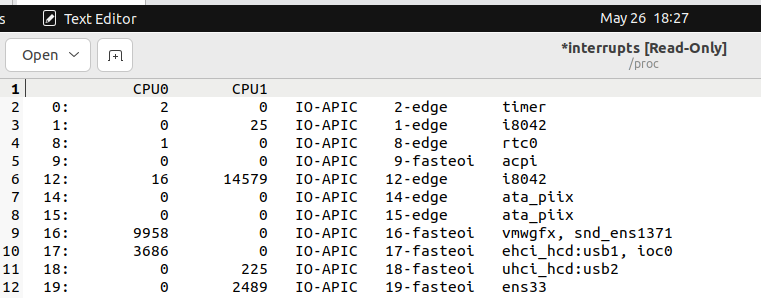 s Text Editor May 26 18:27
Open *interrupts [Read-Only]
/proc
1 CPU0 CPU1
2 0: 2 0 IO-APIC 2-edge timer
3 1: 0 25 IO-APIC 1-edge i8042
4 8: 1 0 IO-APIC 8-edge rtc0
5 9: 0 0 IO-APIC 9-fasteoi acpi
6 12: 16 14579 IO-APIC 12-edge i8042
7 14: 0 0 IO-APIC 14-edge ata_piix
8 15: 0 0 IO-APIC 15-edge ata_piix
9 16: 9958 0 IO-APIC 16-fasteoi vmwgfx, snd_ens1371
10 17: 3686 0 IO-APIC 17-fasteoi ehci_hcd:usb1, ioc0
11 18: 0 225 IO-APIC 18-fasteoi uhci_hcd:usb2
12 19: 0 2489 IO-APIC 19-fasteoi ens33